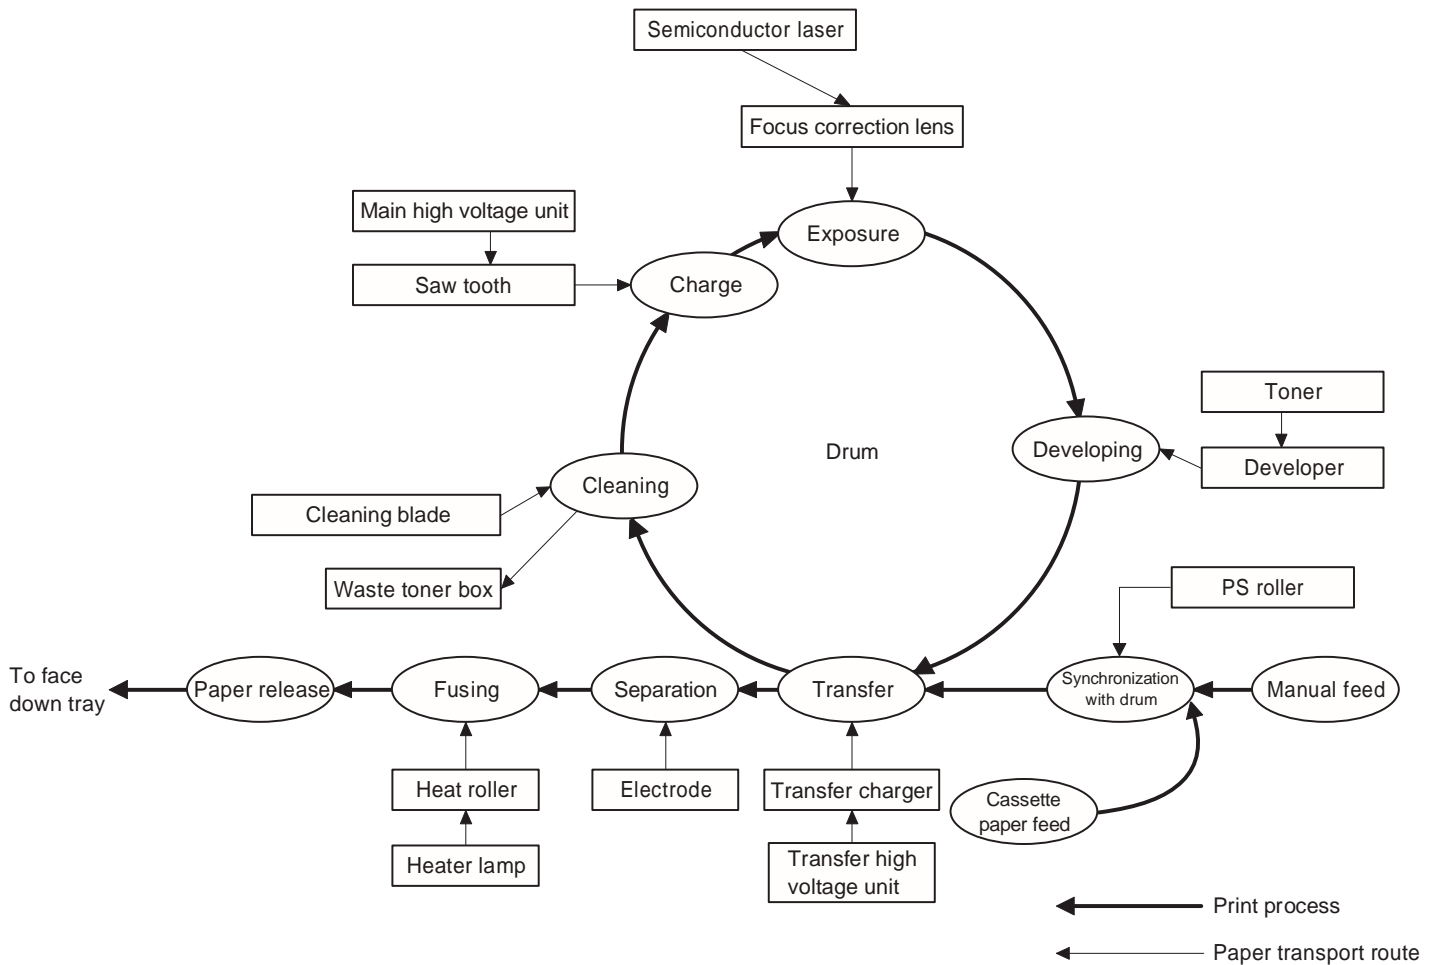 Semiconductor laser
Focus correction lens
Main high voltage unit
Exposure
Saw tooth
Charge
Toner
Drum
Developing
Developer
Cleaning
Cleaning blade
Waste toner box
PS roller
To face
down tray
Paper release
Fusing
Separation
Transfer
Synchronization
with drum
Manual feed
Heat roller
Electrode
Transfer charger
Cassette
paper feed
Heater lamp
Transfer high
voltage unit
Print process
Paper transport route